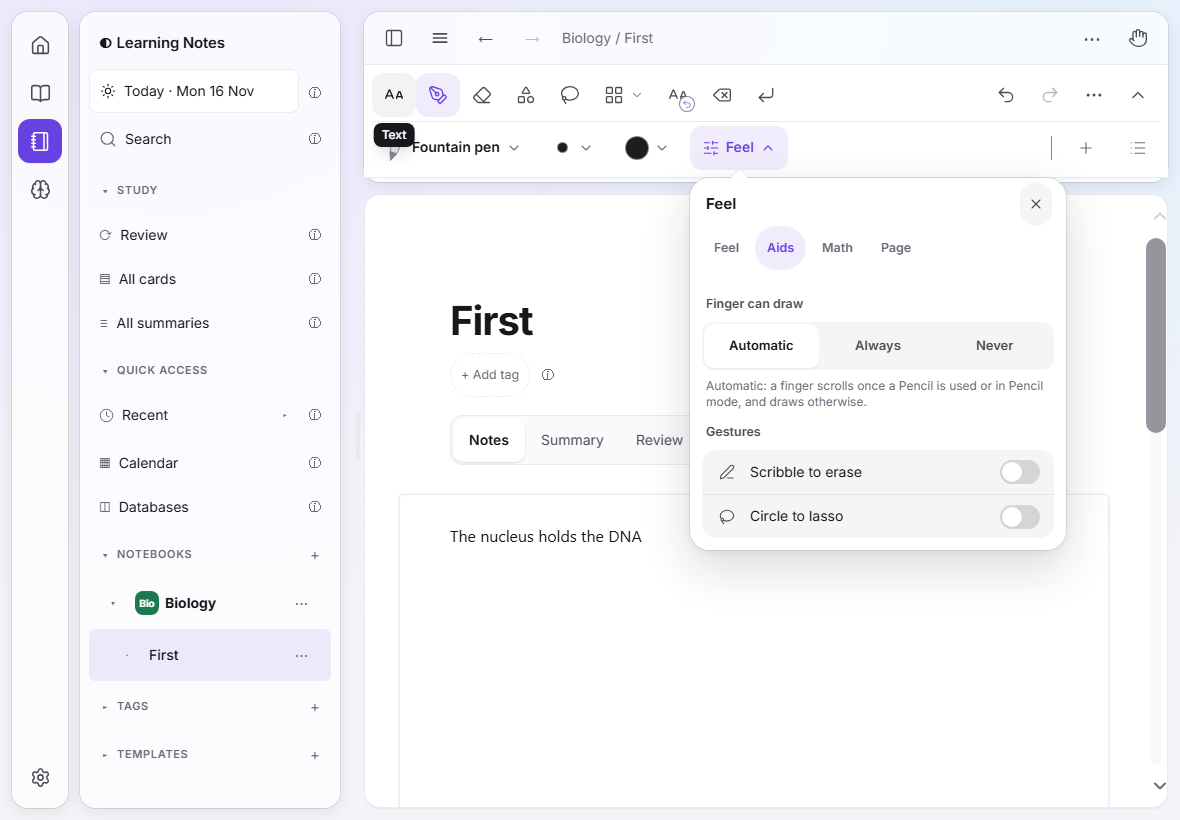 Learning Notes
Today · Mon 16 Nov
Search
STUDY
Review
All cards
All summaries
QUICK ACCESS
Recent
Calendar
Databases
NOTEBOOKS
Bio Biology
First
TAGS
TEMPLATES
Biology / First
AA
AA
Text
Fountain pen
Feel
Feel
Feel Aids Math Page
Finger can draw
Automatic Always Never
Automatic: a finger scrolls once a Pencil is used or in Pencil
mode, and draws otherwise.
Gestures
Scribble to erase
Circle to lasso
First
+ Add tag
Notes Summary Review
The nucleus holds the DNA